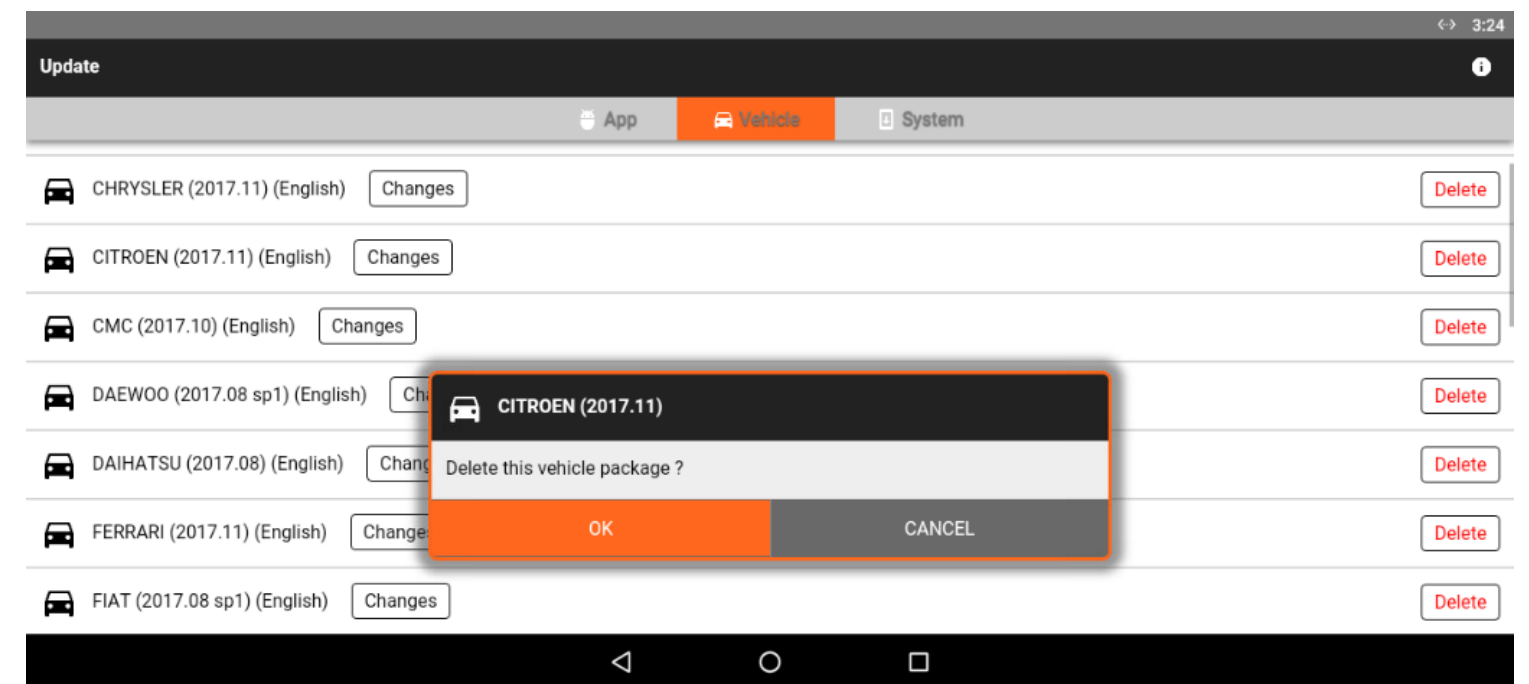 3:24
Update
App Vehicle System
CHRYSLER (2017.11) (English) Changes Delete
CITROEN (2017.11) (English) Changes Delete
CMC (2017.10) (English) Changes Delete
DAEWOO (2017.08 sp1) (English) Delete
DAIHATSU (2017.08) (English) Delete
FERRARI (2017.11) (English) Delete
FIAT (2017.08 sp1) (English) Changes Delete
CITROEN (2017.11)
Delete this vehicle package ?
OK CANCEL